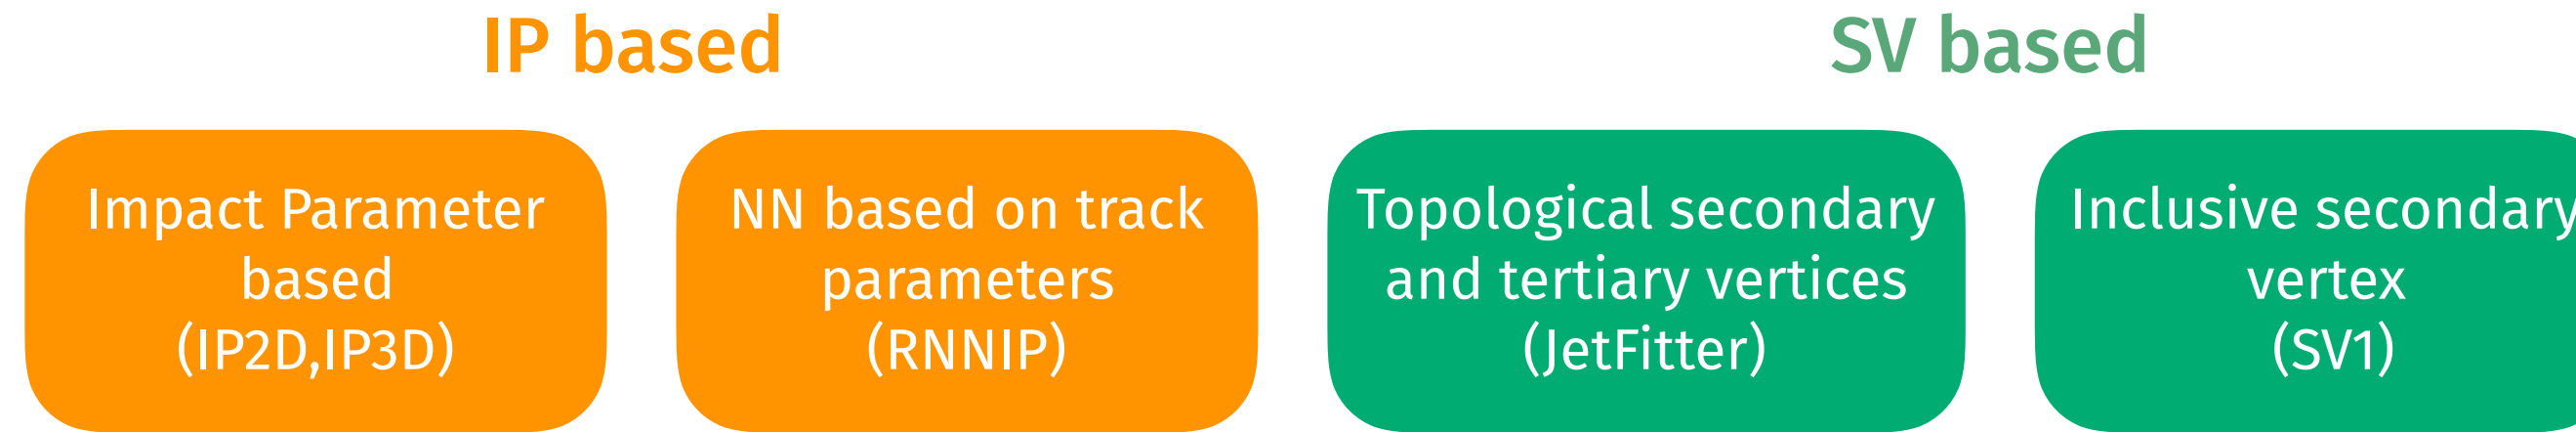 IP based
SV based
Impact Parameter
based
(IP2D,IP3D)
NN based on track
parameters
(RNNIP)
Topological secondary
and tertiary vertices
(JetFitter)
Inclusive secondary
vertex
(SV1)